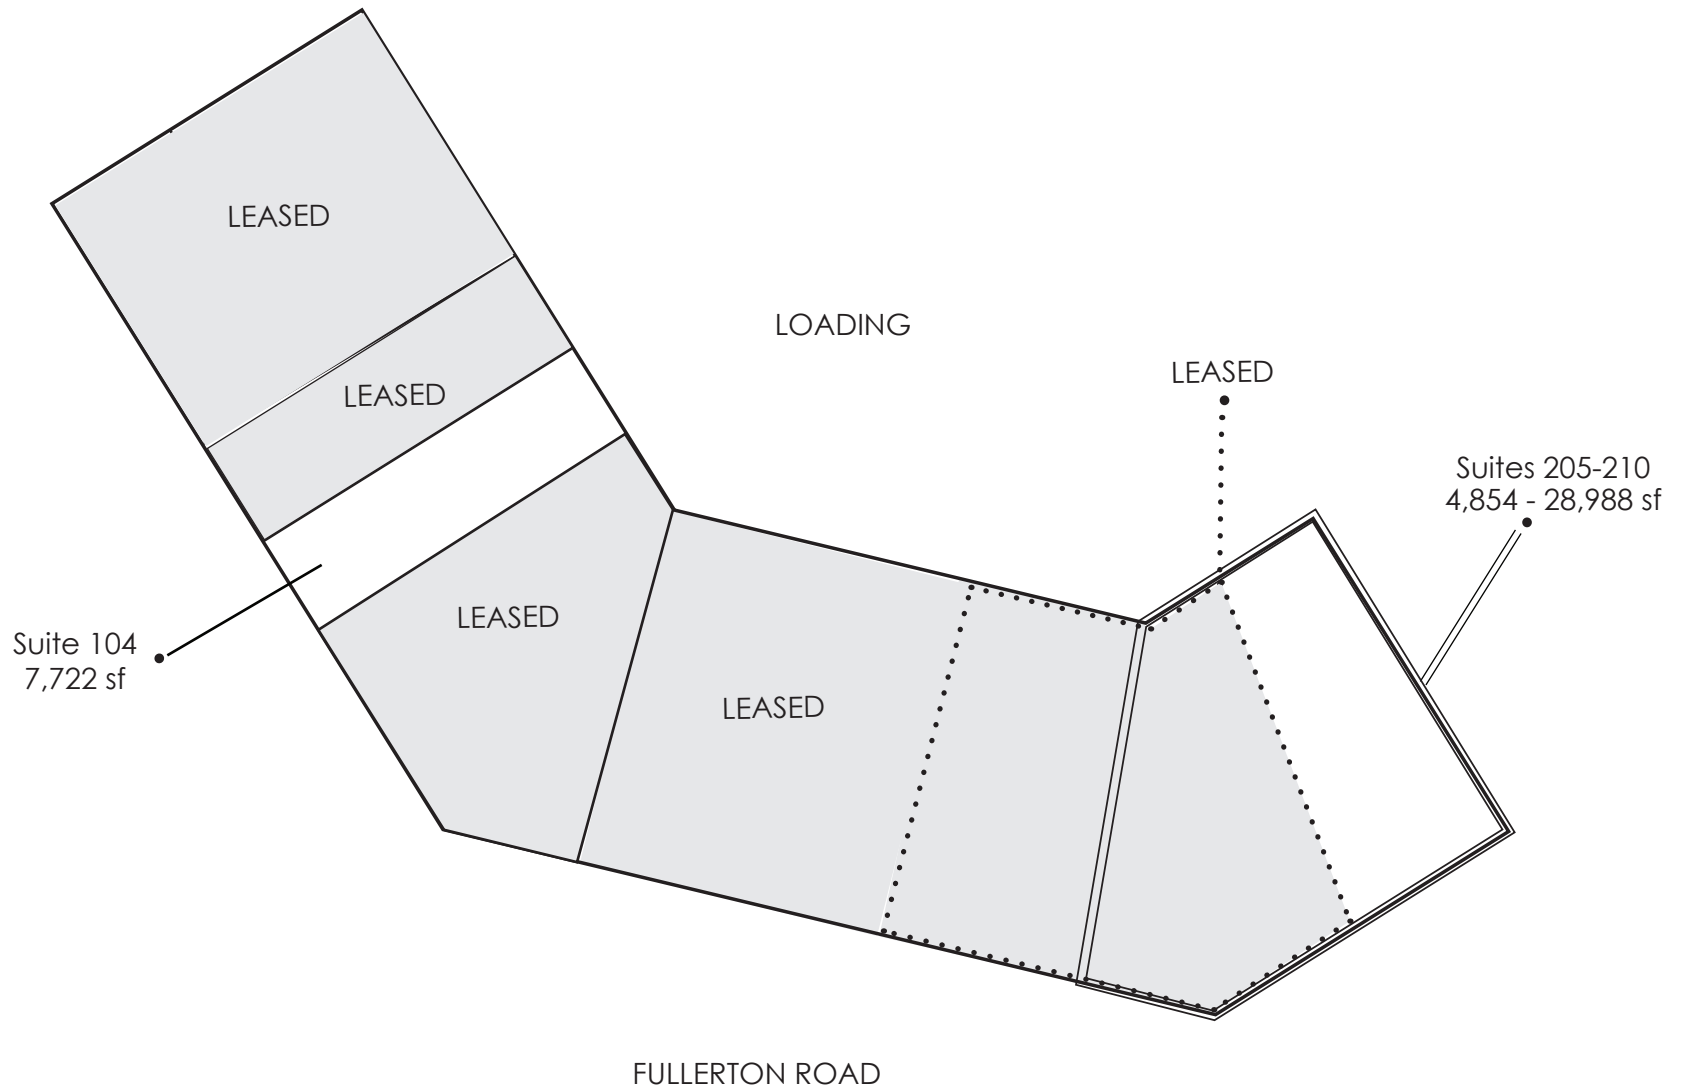 LEASED
LOADING
LEASED
LEASED
Suites 205-210
4,854 - 28,988 sf
LEASED
Suite 104
7,722 sf
LEASED
FULLERTON ROAD